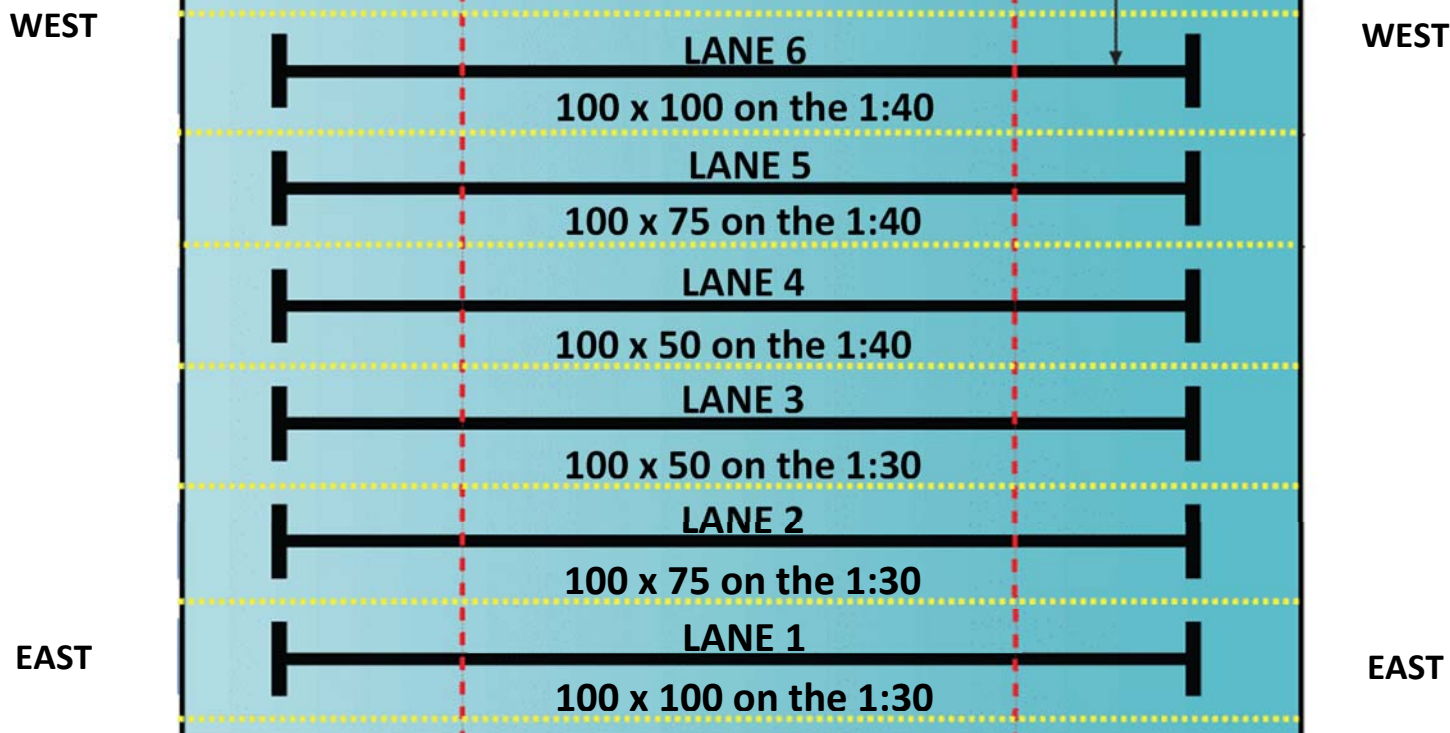 WEST
WEST
LANE 6
100 x 100 on the 1:40
LANE 5
100 x 75 on the 1:40
LANE 4
100 x 50 on the 1:40
LANE 3
100 x 50 on the 1:30
LANE 2
100 x 75 on the 1:30
LANE 1
EAST
EAST
100 x 100 on the 1:30